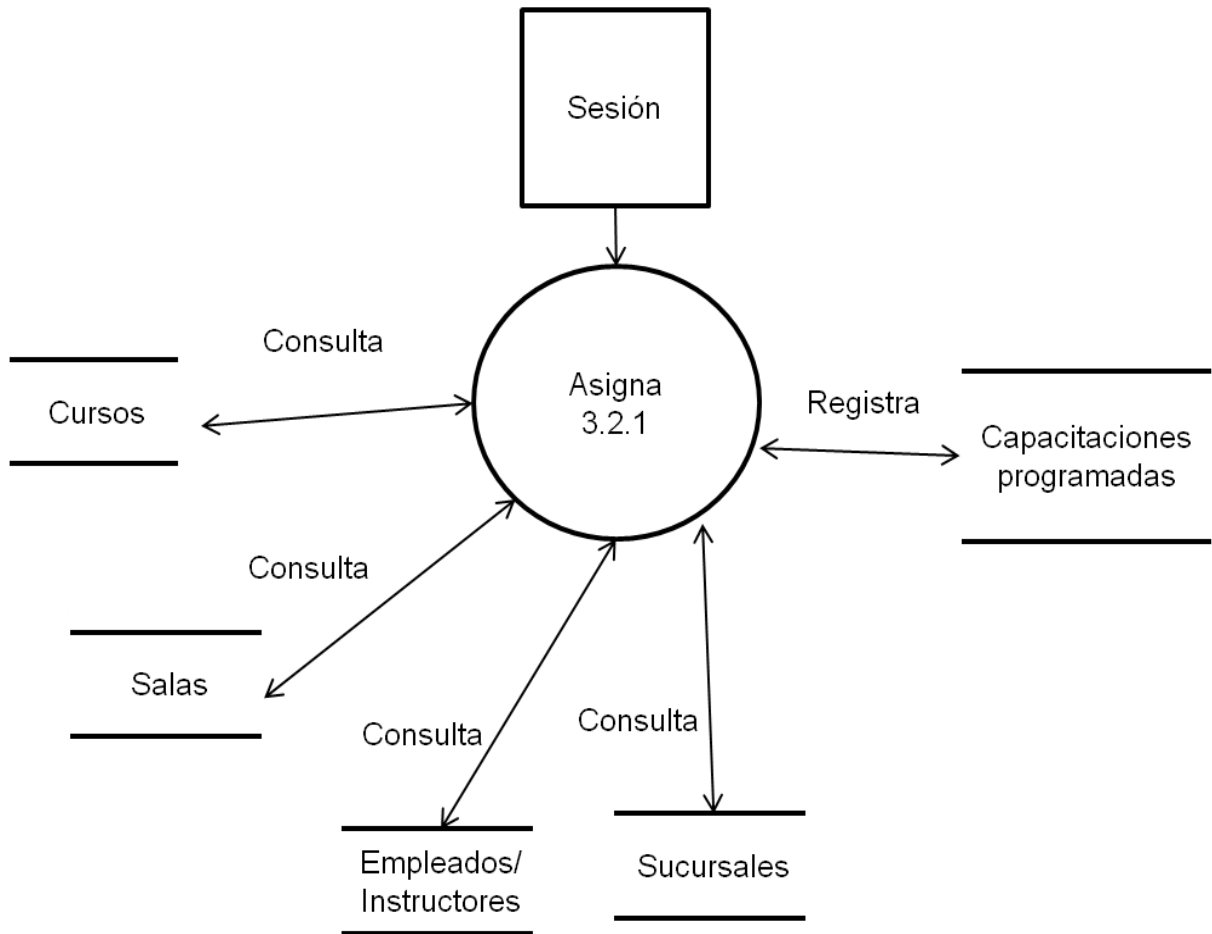 Sesión
Consulta
Cursos
Asigna
3.2.1
Registra
Capacitaciones
programadas
Consulta
Salas
Consulta
Consulta
Empleados/
Instructores
Sucursales